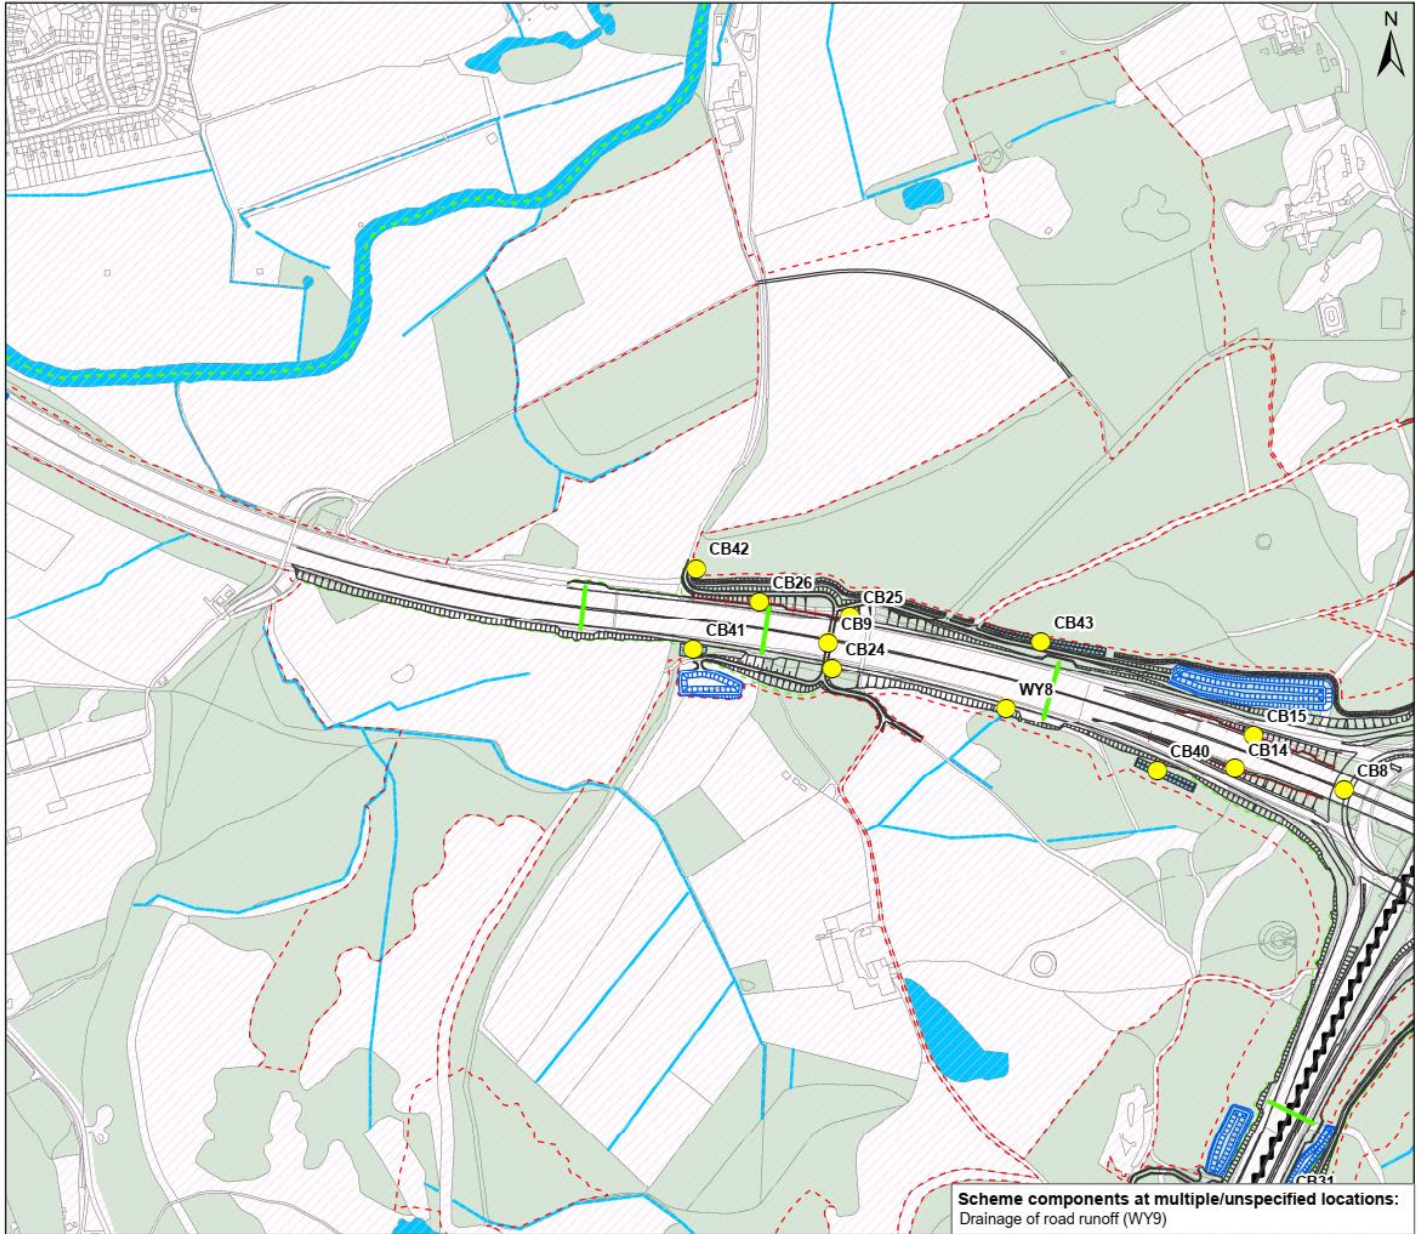 N
CB42
CB26
CB25
CB9
CB41
CB43
CB24
WY8
CB15
CB14
CB40
CB8
CB31
Scheme components at multiple/unspecified locations:
Drainage of road runoff (WY9)